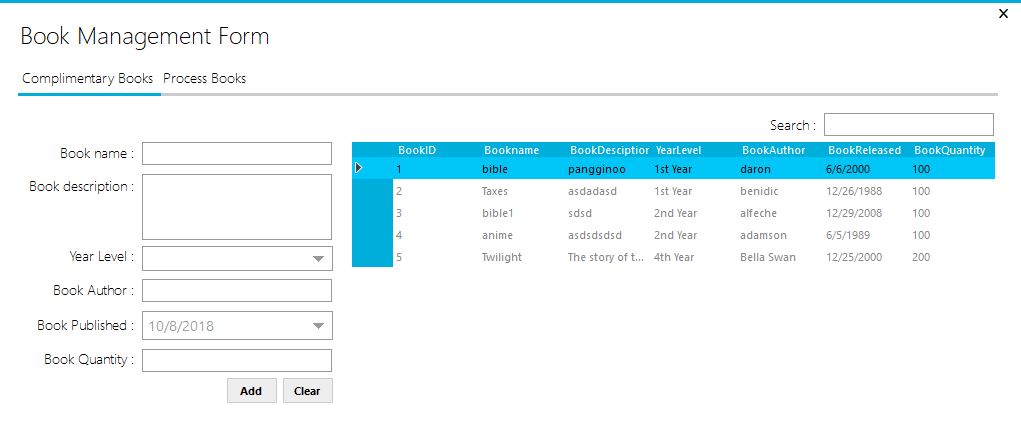 x
Book Management Form
Complimentary Books Process Books
Search :
Book name :
Book description :
Year Level :
Book Author :
Book Published : 10/8/2018
Book Quantity :
Add Clear
BookID Bookname BookDesciption YearLevel BookAuthor BookReleased BookQuantity
1 bible pangginoo 1st Year daron 6/6/2000 100
2 Taxes asdadasd 1st Year benidic 12/26/1988 100
3 bible1 sdsd 2nd Year alfeche 12/29/2008 100
4 anime asdsdsdsd 2nd Year adamson 6/5/1989 100
5 Twilight The story of t... 4th Year Bella Swan 12/25/2000 200